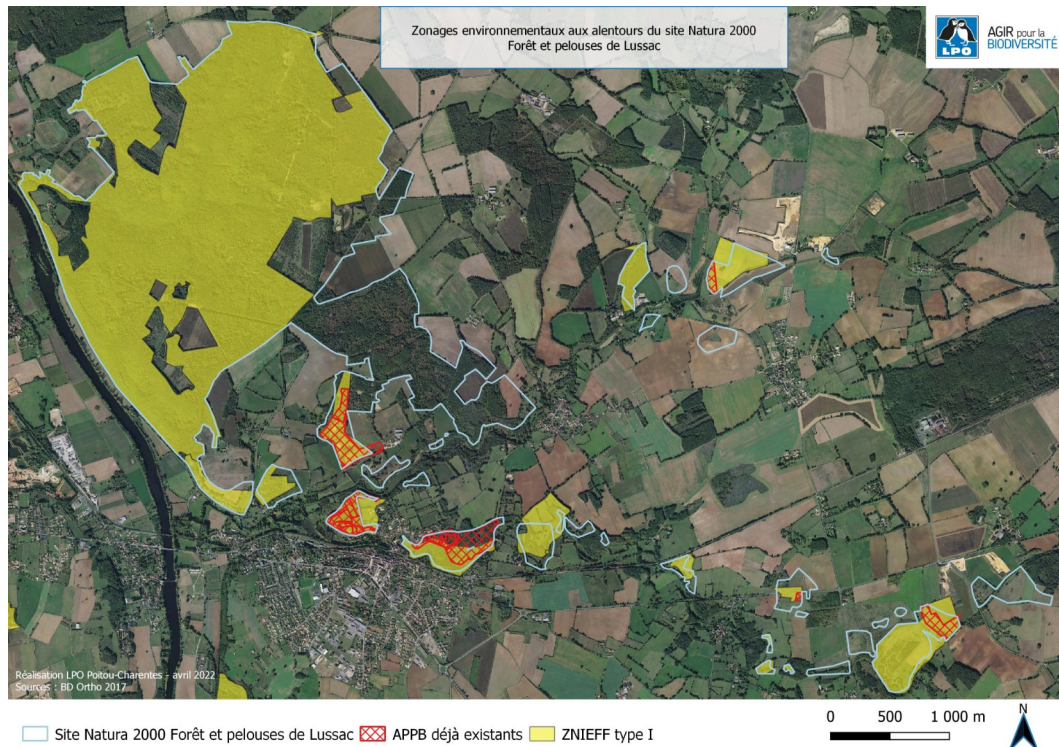 Zonages environnementaux aux alentours du site Natura 2000
Forêt et pelouses de Lussac
LPO
AGIR pour la
BIODIVERSITÉ
Réalisation LPO Poitou-Charentes - avril 2022
Sources : BD Ortho 2017
Site Natura 2000 Forêt et pelouses de Lussac
APPB déjà existants
ZNIEFF type I
0 500 1 000 m
N